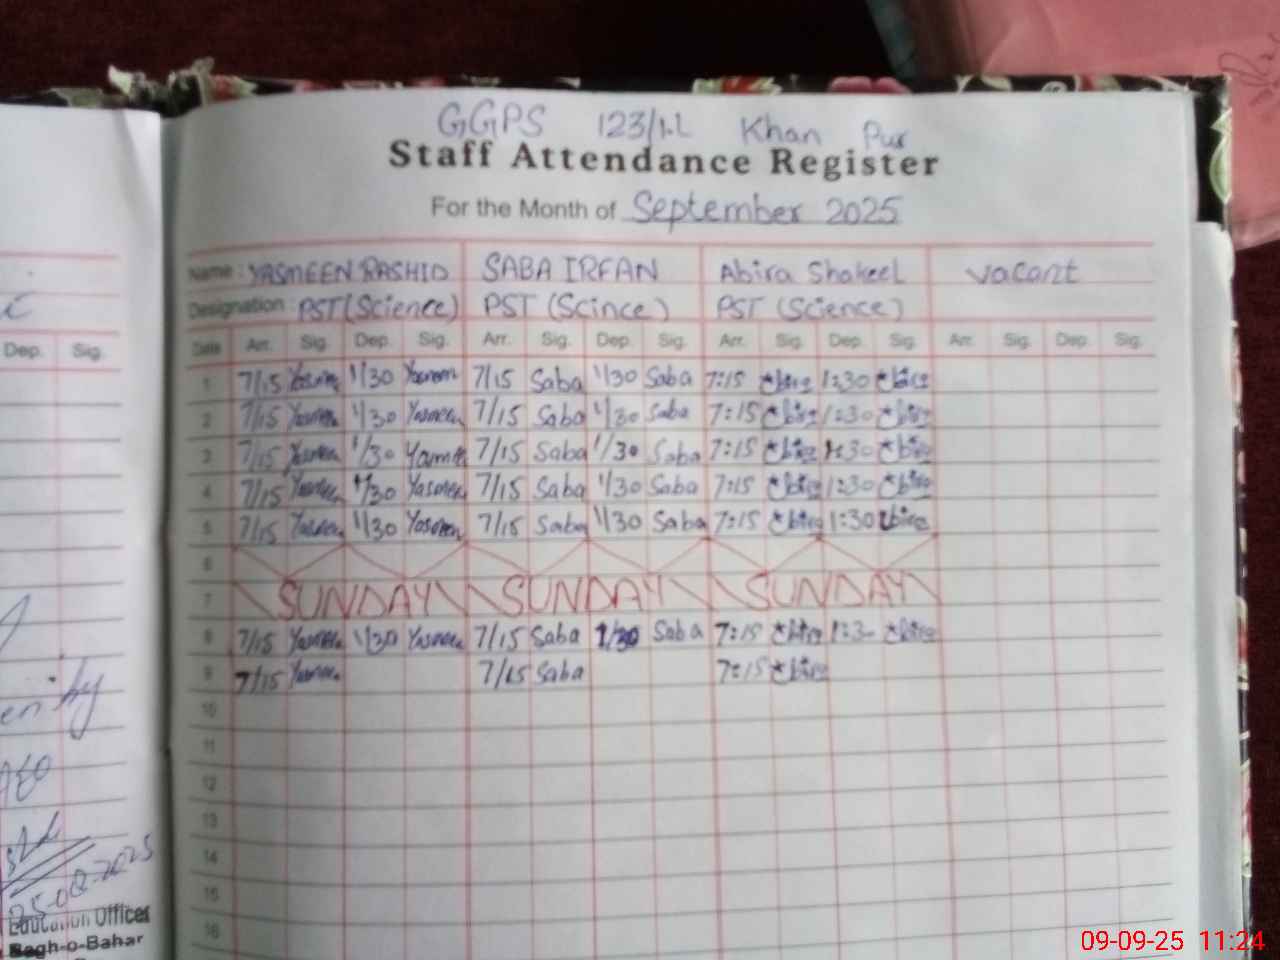 GGPS 123/1.L Khan Pur
Staff Attendance Register
For the Month of September 2025
Name : YASMEEN RASHID SABA IRFAN Abira Shakeel vacant
Designation : PST (Science) PST (Scince) PST (Science)
Dep. Sig.
Date Arr. Sig. Dep. Sig. Arr. Sig. Dep. Sig. Arr. Sig. Dep. Sig. Arr. Sig. Dep. Sig.
1 7/15 Yasmeen 1/30 Yasmeen 7/15 Saba 1/30 Saba 7:15 1:30
2 7/15 Yasmeen 1/30 Yasmeen 7/15 Saba 1/30 Saba 7:15 1:30
3 7/15 Yasmeen 1/30 Yasmeen 7/15 Saba 1/30 Saba 7:15 1:30
4 7/15 Yasmeen 1/30 Yasmeen 7/15 Saba 1/30 Saba 7:15 1:30
5 7/15 Yasmeen 1/30 Yasmeen 7/15 Saba 1/30 Saba 7:15 1:30
6
7 SUNDAY SUNDAY SUNDAY
8 7/15 Yasmeen 1/30 Yasmeen 7/15 Saba 1/30 Saba 7:15 1:3-
9 7/15 Yasmeen 7/15 Saba 7:15
10
11
12
13
14
15
16
Education Officer
Bagh-o-Bahar
09-09-25 11:24